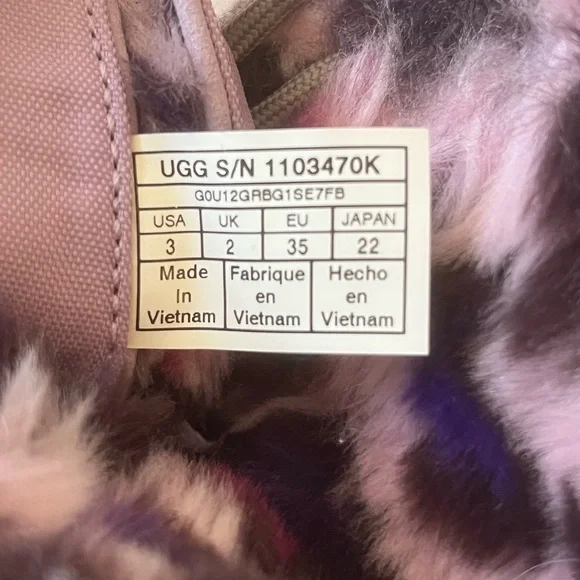 UGG S/N 1103470K
G0U12GRBG1SE7FB
USA UK EU JAPAN
3 2 35 22
Made Fabrique Hecho
In en en
Vietnam Vietnam Vietnam